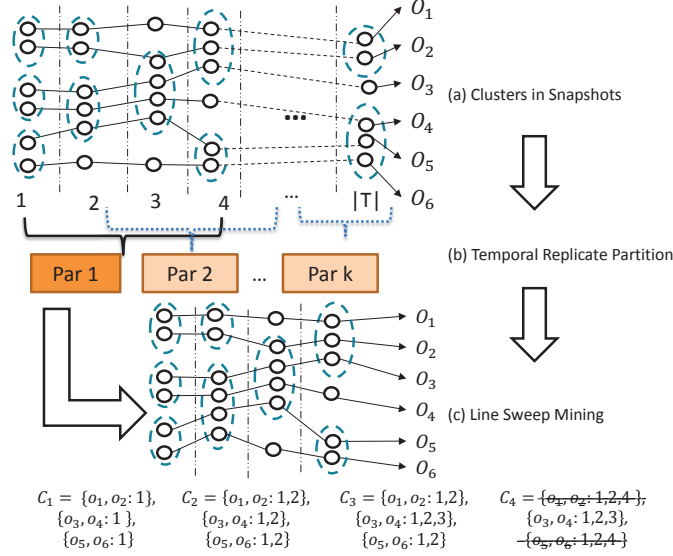 O₁
O₂
O₃
(a) Clusters in Snapshots
O₄
...
O₅
O₆
1 2 3 4 ... |T|
(b) Temporal Replicate Partition
Par 1 Par 2 ... Par k
O₁
O₂
O₃
O₄
(c) Line Sweep Mining
O₅
O₆
C₁ = {o₁, o₂: 1}, C₂ = {o₁, o₂: 1,2}, C₃ = {o₁, o₂: 1,2}, C₄ = {o₁, o₂: 1,2,4},
{o₃, o₄: 1 }, {o₃, o₄: 1,2}, {o₃, o₄: 1,2,3}, {o₃, o₄: 1,2,3},
{o₅, o₆: 1} {o₅, o₆: 1,2} {o₅, o₆: 1,2} {o₅, o₆: 1,2,4}